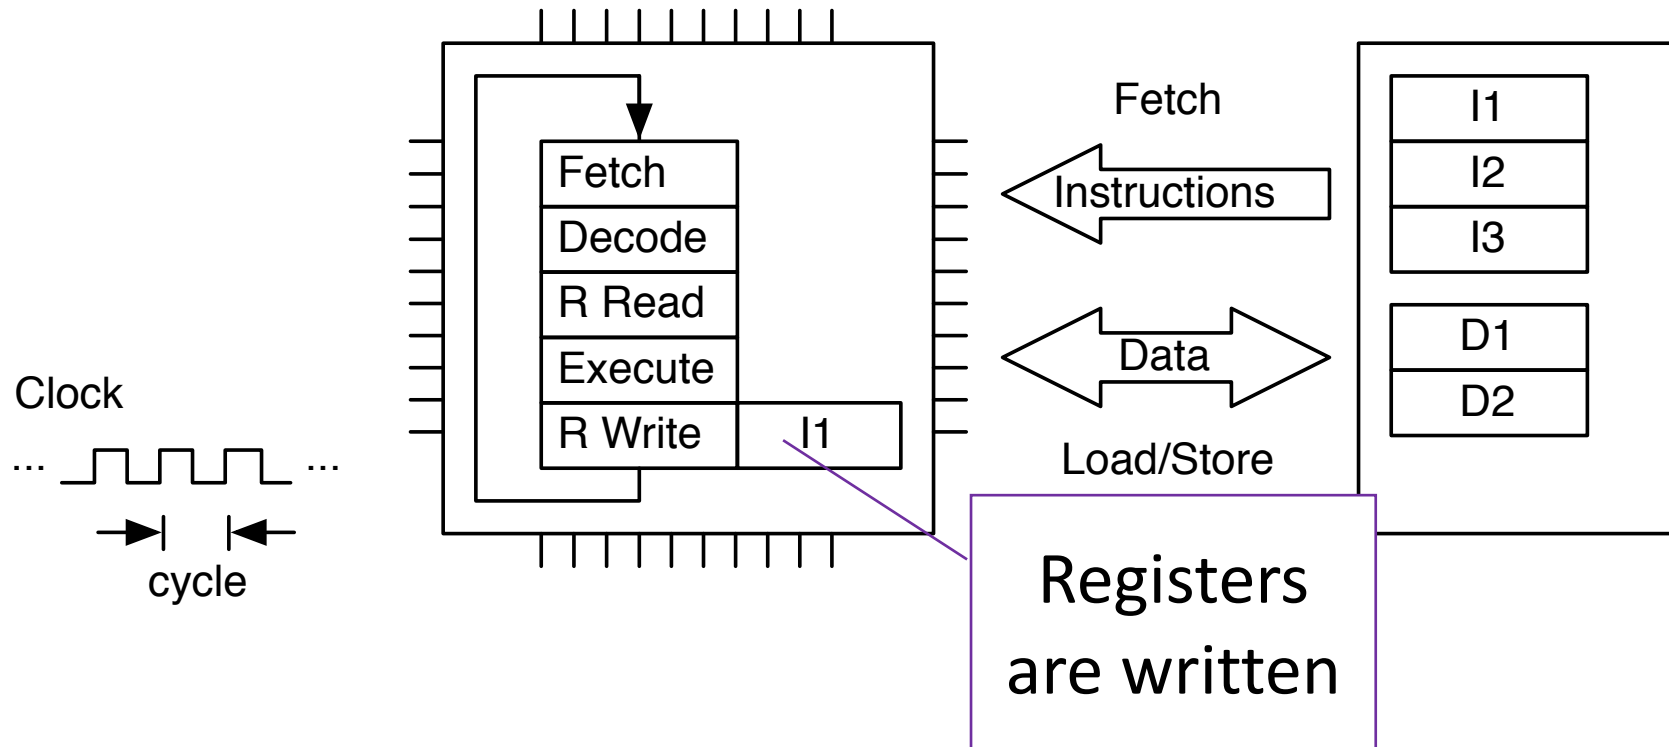 Clock
...
...
cycle
Fetch
Decode
R Read
Execute
R Write
I1
Fetch
Instructions
Data
Load/Store
I1
I2
I3
D1
D2
Registers
are written